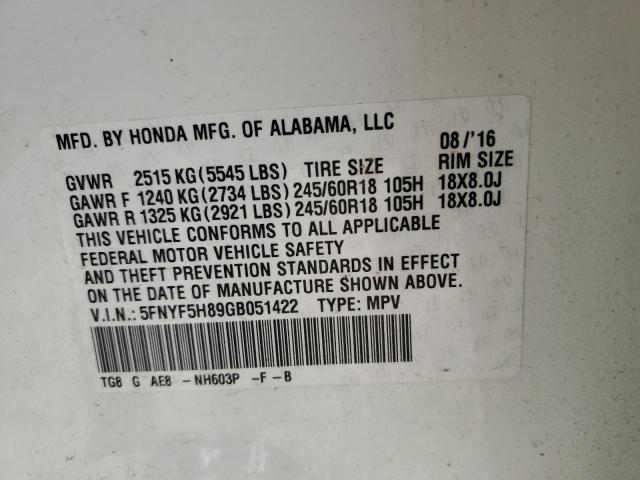 MFD. BY HONDA MFG. OF ALABAMA, LLC 08/'16
GVWR 2515 KG(5545 LBS) TIRE SIZE RIM SIZE
GAWR F 1240 KG(2734 LBS)245/60R18 105H 18X8.0J
GAWR R 1325 KG(2921 LBS)245/60R18 105H 18X8.0J
THIS VEHICLE CONFORMS TO ALL APPLICABLE
FEDERAL MOTOR VEHICLE SAFETY
AND THEFT PREVENTION STANDARDS IN EFFECT
ON THE DATE OF MANUFACTURE SHOWN ABOVE.
V.I.N.:5FNYF5H89GB051422 TYPE: MPV
TG8 G AE8 -NH603P -F-B